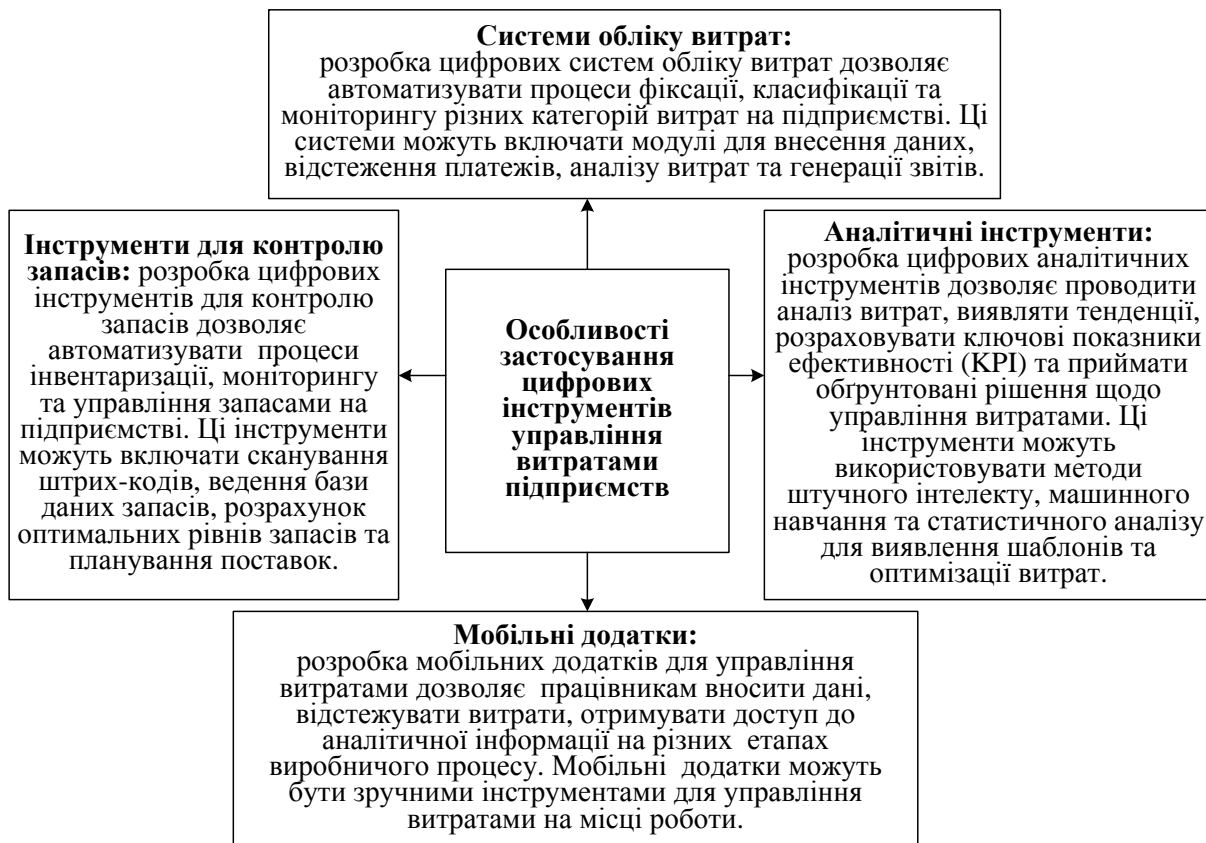 Системи обліку витрат:
розробка цифрових систем обліку витрат дозволяє
автоматизувати процеси фіксації, класифікації та
моніторингу різних категорій витрат на підприємстві. Ці
системи можуть включати модулі для внесення даних,
відстеження платежів, аналізу витрат та генерації звітів.
Інструменти для контролю
запасів: розробка цифрових
інструментів для контролю
запасів дозволяє
автоматизувати процеси
інвентаризації, моніторингу
та управління запасами на
підприємстві. Ці інструменти
можуть включати сканування
штрих-кодів, ведення бази
даних запасів, розрахунок
оптимальних рівнів запасів та
планування поставок.
Особливості
застосування
цифрових
інструментів
управління
витратами
підприємств
Аналітичні інструменти:
розробка цифрових аналітичних
інструментів дозволяє проводити
аналіз витрат, виявляти тенденції,
розраховувати ключові показники
ефективності (KPI) та приймати
обґрунтовані рішення щодо
управління витратами. Ці
інструменти можуть
використовувати методи
штучного інтелекту, машинного
навчання та статистичного аналізу
для виявлення шаблонів та
оптимізації витрат.
Мобільні додатки:
розробка мобільних додатків для управління
витратами дозволяє працівникам вносити дані,
відстежувати витрати, отримувати доступ до
аналітичної інформації на різних етапах
виробничого процесу. Мобільні додатки можуть
бути зручними інструментами для управління
витратами на місці роботи.